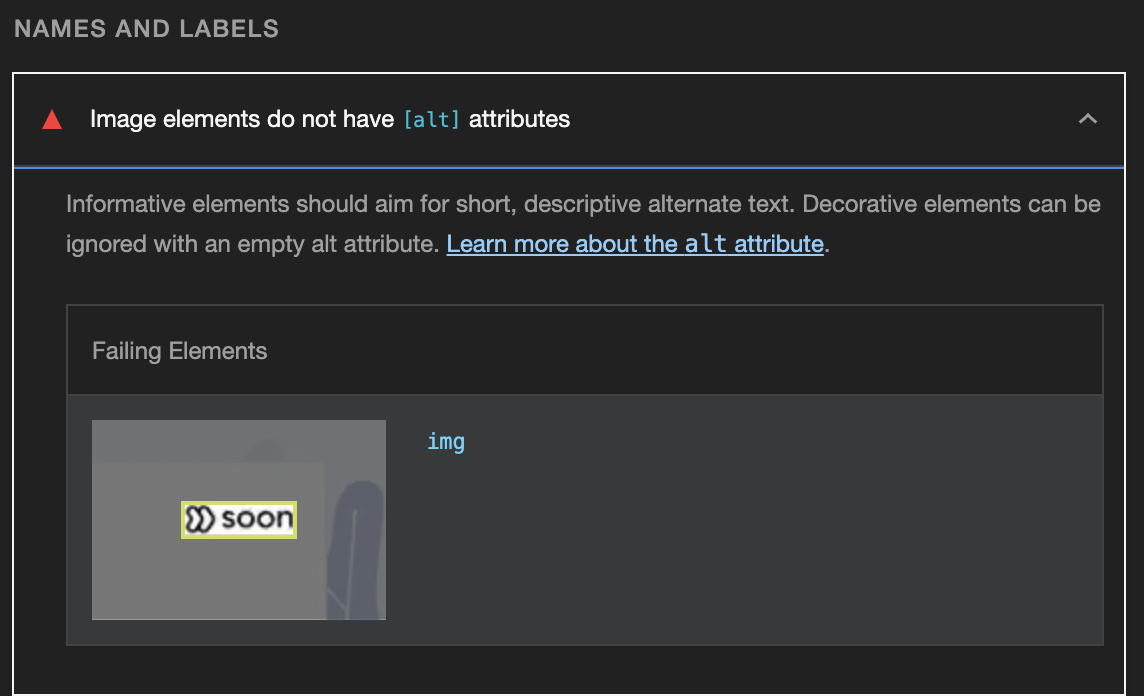 NAMES AND LABELS
Image elements do not have [alt] attributes
Informative elements should aim for short, descriptive alternate text. Decorative elements can be
ignored with an empty alt attribute. Learn more about the alt attribute.
Failing Elements
img
soon